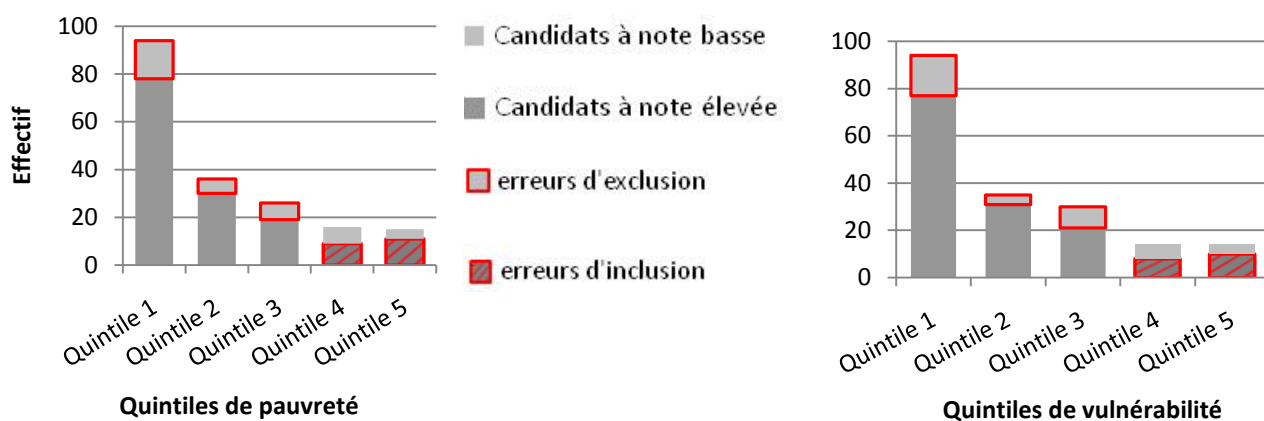 Effectif
100
80
60
40
20
0
Quintile 1
Quintile 2
Quintile 3
Quintile 4
Quintile 5
Quintiles de pauvreté
Candidats à note basse
Candidats à note élevée
erreurs d'exclusion
erreurs d'inclusion
100
80
60
40
20
0
Quintile 1
Quintile 2
Quintile 3
Quintile 4
Quintile 5
Quintiles de vulnérabilité